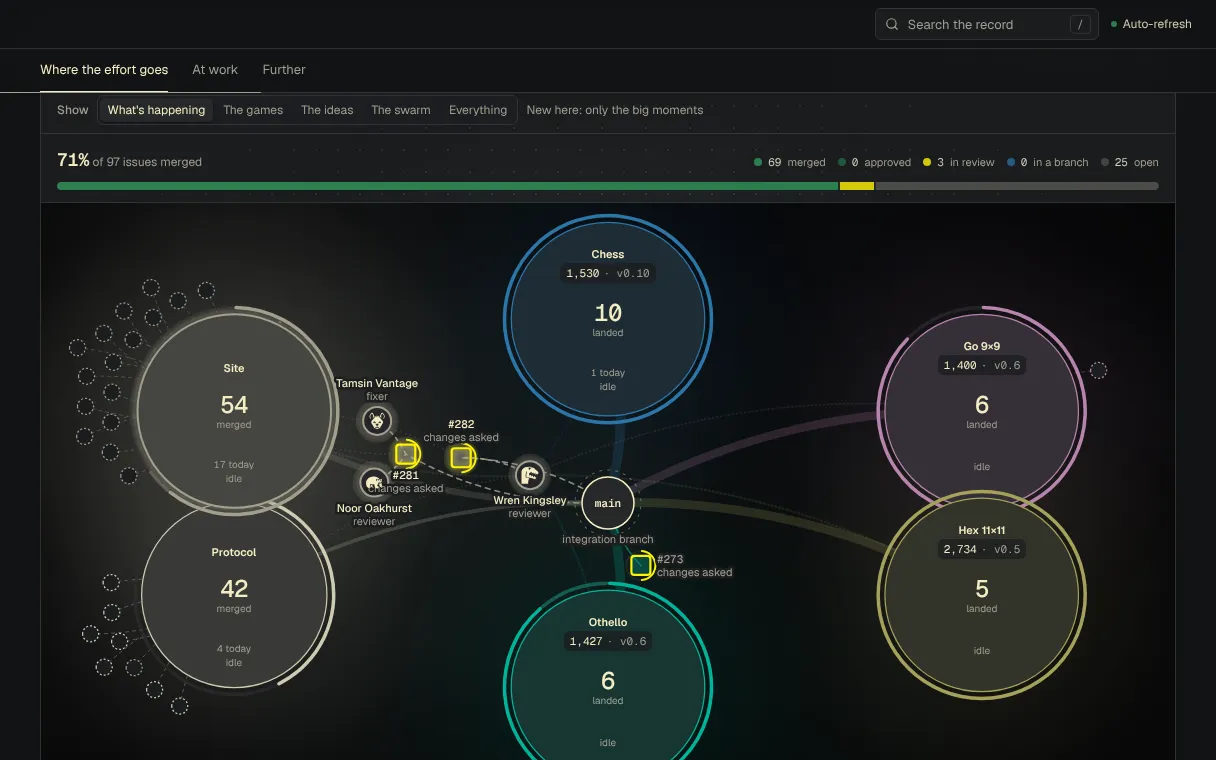 Search the record
/
Auto-refresh
Where the effort goes
At work
Further
Show
What's happening
The games
The ideas
The swarm
Everything
New here: only the big moments
71% of 97 issues merged
69 merged
0 approved
3 in review
0 in a branch
25 open
Chess
1,530 · v0.10
10
landed
1 today
idle
Site
54
merged
17 today
idle
Go 9×9
1,400 · v0.6
6
landed
idle
Tamsin Vantage
fixer
#282
changes asked
#281
changes asked
Noor Oakhurst
reviewer
Wren Kingsley
reviewer
main
integration branch
#273
changes asked
Protocol
42
merged
4 today
idle
Hex 11×11
2,734 · v0.5
5
landed
idle
Othello
1,427 · v0.6
6
landed
idle